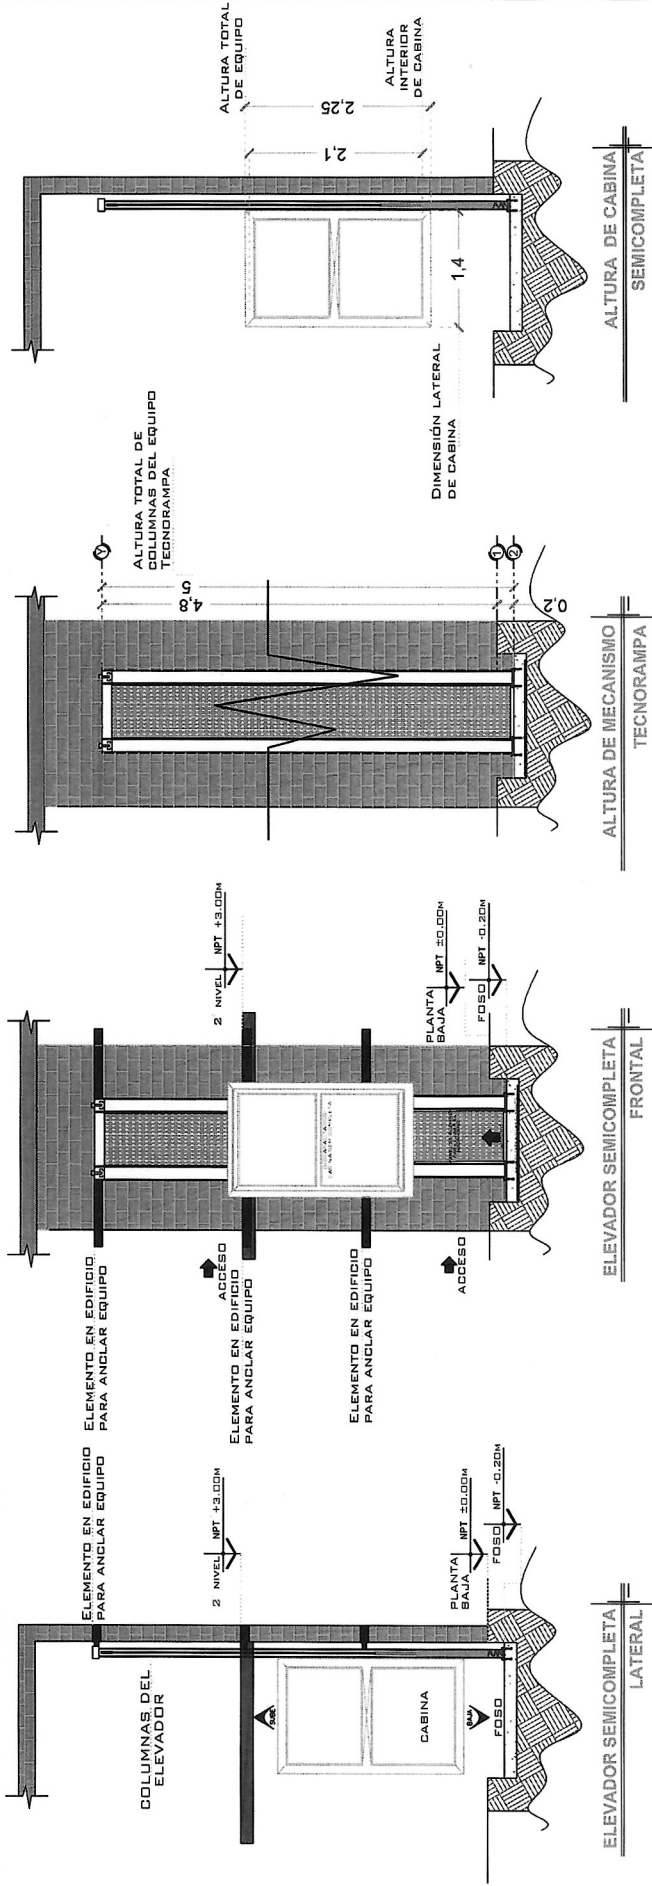 ELEMENTO EN EDIFICIO
PARA ANCLAR EQUIPO
COLUMNAS DEL
ELEVADOR
2 NIVEL NPT +3.00M
SUBE
CABINA
BAJA
PLANTA
BAJA NPT ±0.00M
FOSO
FOSO NPT -0.20M
ELEVADOR SEMICOMPLETA
LATERAL
ELEMENTO EN EDIFICIO
PARA ANCLAR EQUIPO
ACCESO
ELEMENTO EN EDIFICIO
PARA ANCLAR EQUIPO
ELEMENTO EN EDIFICIO
PARA ANCLAR EQUIPO
ACCESO
2 NIVEL NPT +3.00M
PLANTA
BAJA NPT ±0.00M
FOSO NPT -0.20M
ELEVADOR SEMICOMPLETA
FRONTAL
Y
ALTURA TOTAL DE
COLUMNAS DEL EQUIPO
TECNORAMPA
4,8
5
1
2
0,2
ALTURA DE MECANISMO
TECNORAMPA
ALTURA TOTAL
DE EQUIPO
2,1
2,25
ALTURA
INTERIOR
DE CABINA
1,4
DIMENSIÓN LATERAL
DE CABINA
ALTURA DE CABINA
SEMICOMPLETA